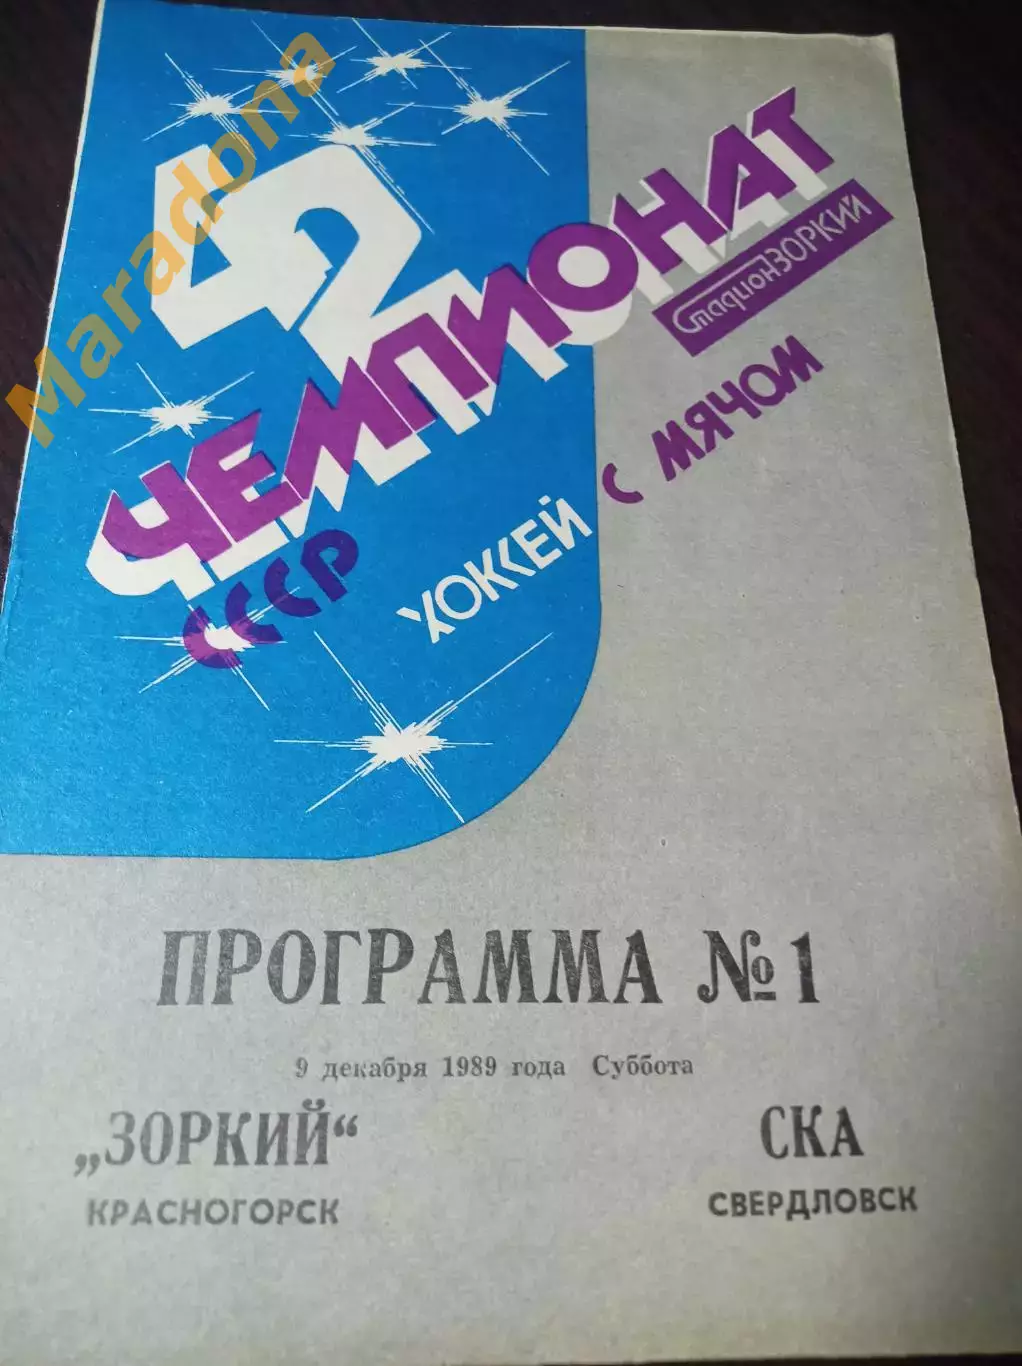 Maradona
42
ЧЕМПИОНАТ
СССР
Стадион ЗОРКИЙ
ХОККЕЙ С МЯЧОМ
ПРОГРАММА №1
9 декабря 1989 года Суббота
„ЗОРКИЙ“ СКА
КРАСНОГОРСК СВЕРДЛОВСК